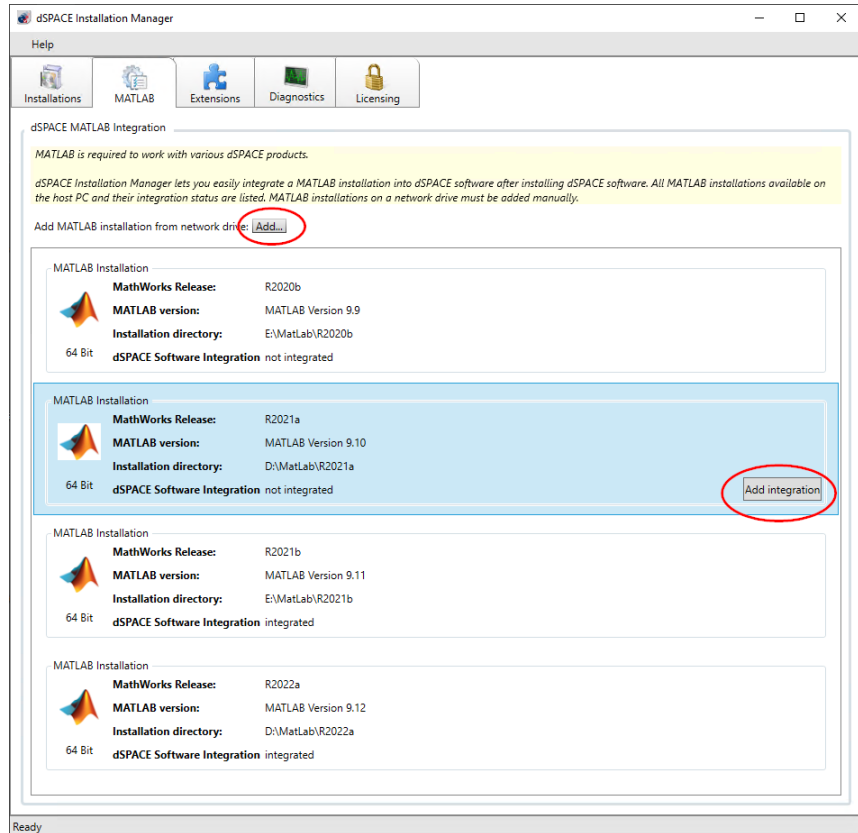 dSPACE Installation Manager
Help
Installations MATLAB Extensions Diagnostics Licensing
dSPACE MATLAB Integration
MATLAB is required to work with various dSPACE products.
dSPACE Installation Manager lets you easily integrate a MATLAB installation into dSPACE software after installing dSPACE software. All MATLAB installations available on
the host PC and their integration status are listed. MATLAB installations on a network drive must be added manually.
Add MATLAB installation from network drive: Add...
MATLAB Installation
MathWorks Release: R2020b
MATLAB version: MATLAB Version 9.9
Installation directory: E:\MatLab\R2020b
64 Bit dSPACE Software Integration not integrated
MATLAB Installation
MathWorks Release: R2021a
MATLAB version: MATLAB Version 9.10
Installation directory: D:\MatLab\R2021a
64 Bit dSPACE Software Integration not integrated Add integration
MATLAB Installation
MathWorks Release: R2021b
MATLAB version: MATLAB Version 9.11
Installation directory: E:\MatLab\R2021b
64 Bit dSPACE Software Integration integrated
MATLAB Installation
MathWorks Release: R2022a
MATLAB version: MATLAB Version 9.12
Installation directory: D:\MatLab\R2022a
64 Bit dSPACE Software Integration integrated
Ready